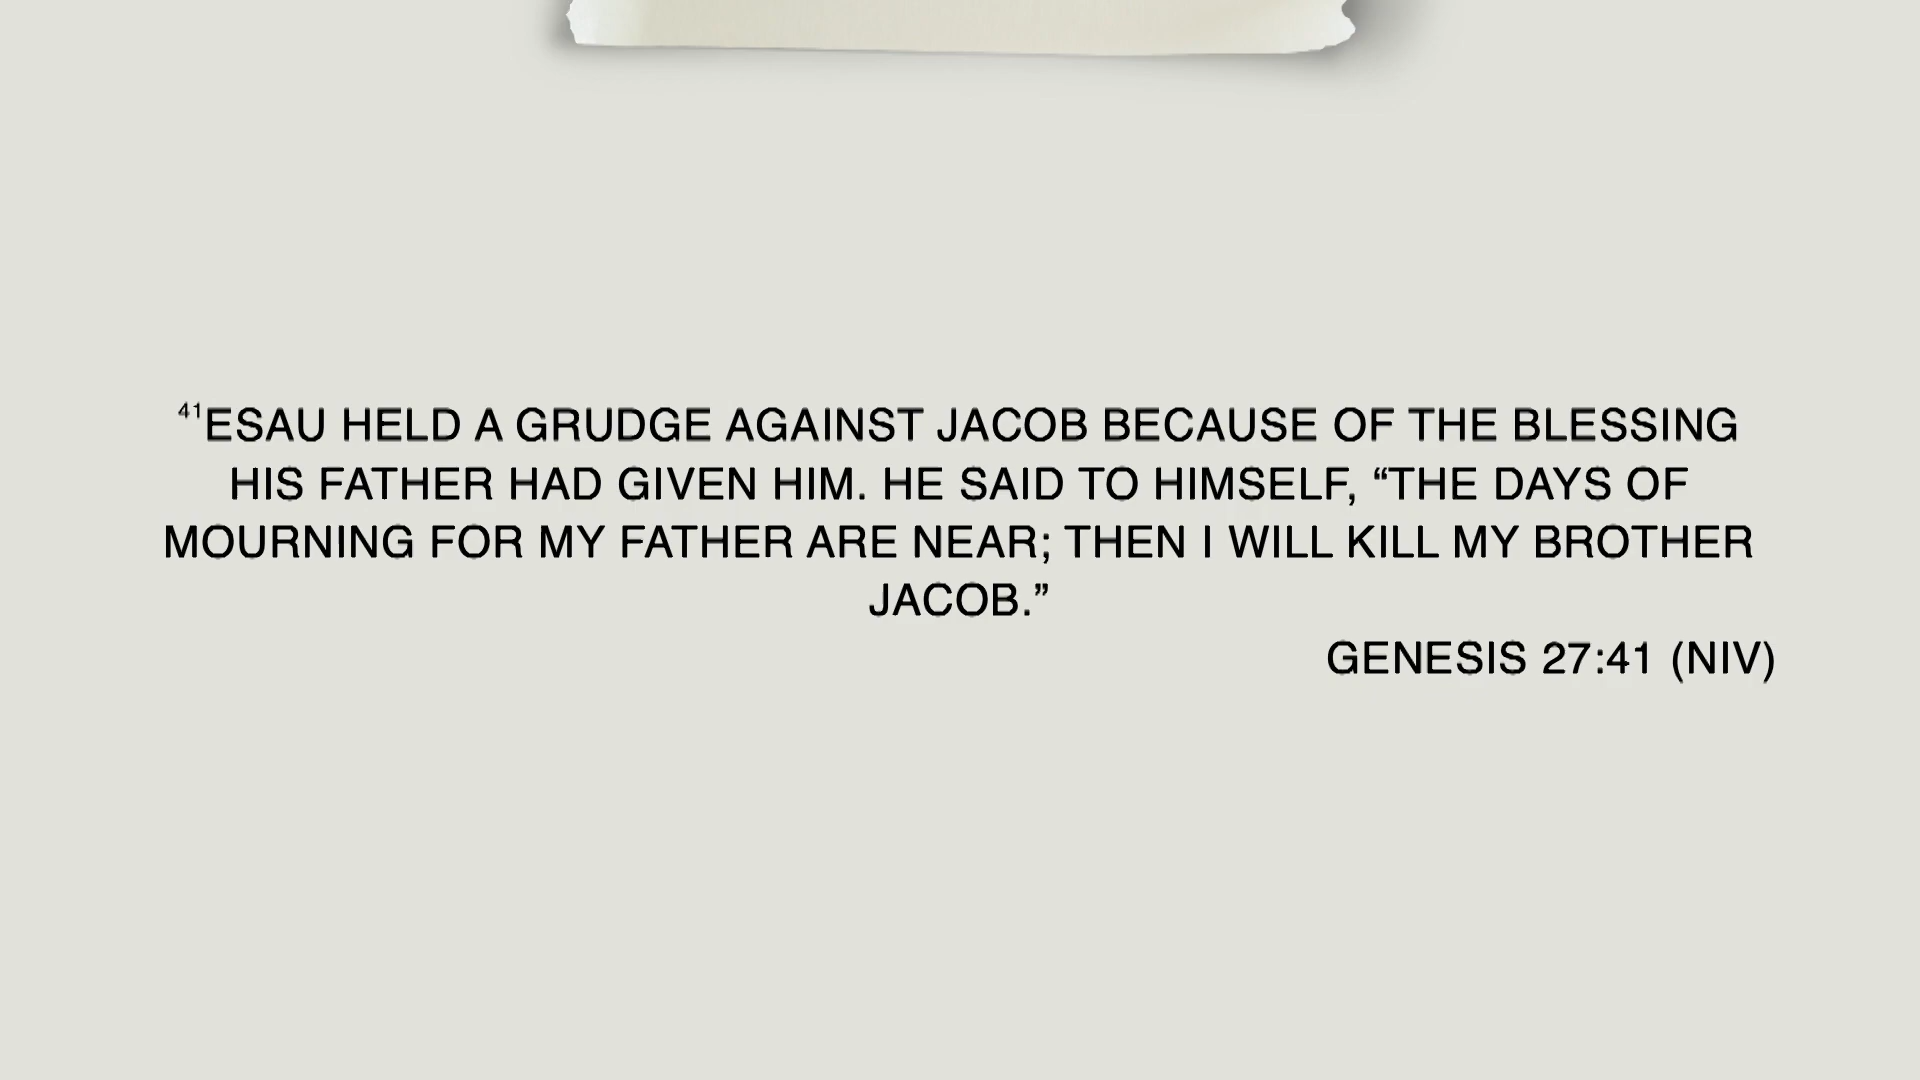 ⁴¹ESAU HELD A GRUDGE AGAINST JACOB BECAUSE OF THE BLESSING
HIS FATHER HAD GIVEN HIM. HE SAID TO HIMSELF, “THE DAYS OF
MOURNING FOR MY FATHER ARE NEAR; THEN I WILL KILL MY BROTHER
JACOB.”
GENESIS 27:41 (NIV)